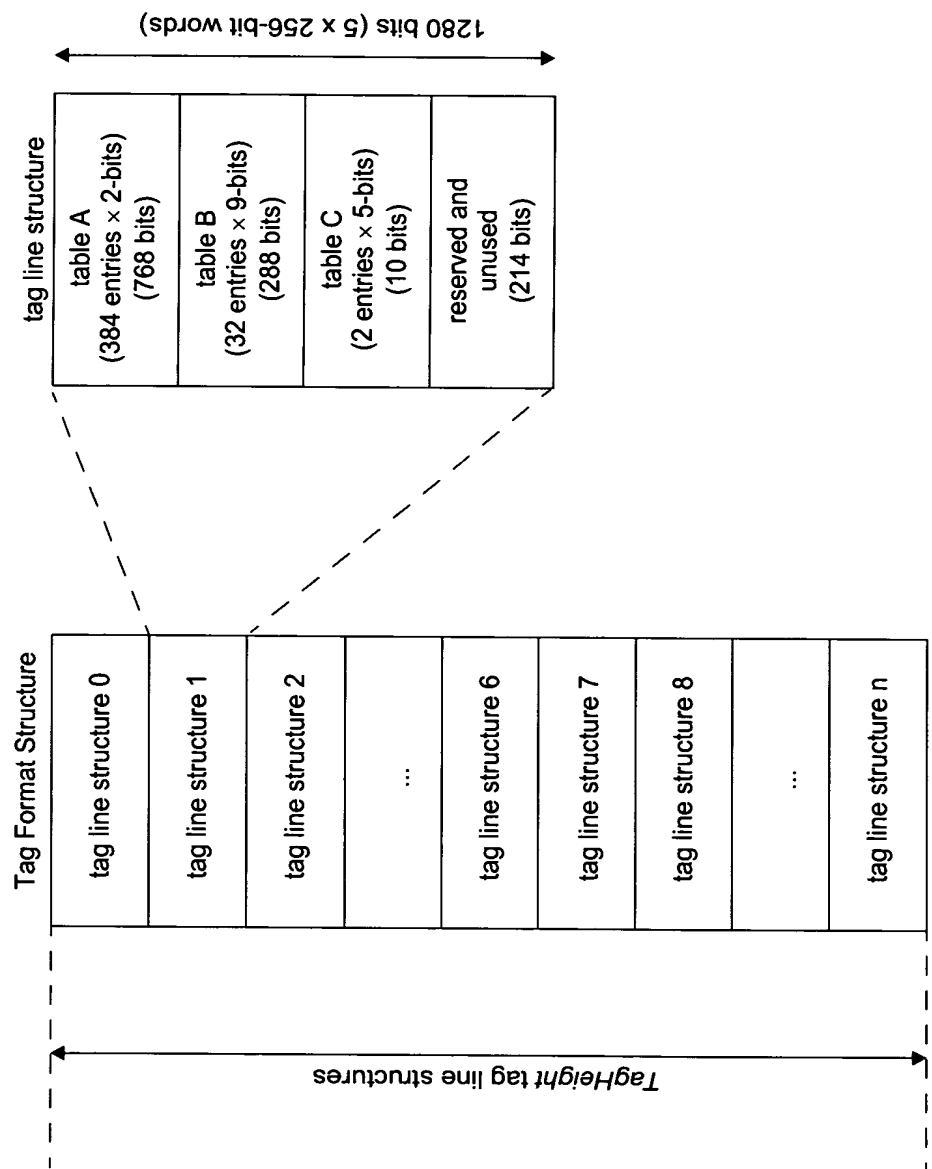 Tag Format Structure
tag line structure 0
tag line structure 1
tag line structure 2
...
tag line structure 6
tag line structure 7
tag line structure 8
...
tag line structure n
TagHeight tag line structures
tag line structure
table A
(384 entries × 2-bits)
(768 bits)
table B
(32 entries × 9-bits)
(288 bits)
table C
(2 entries × 5-bits)
(10 bits)
reserved and
unused
(214 bits)
1280 bits (5 x 256-bit words)